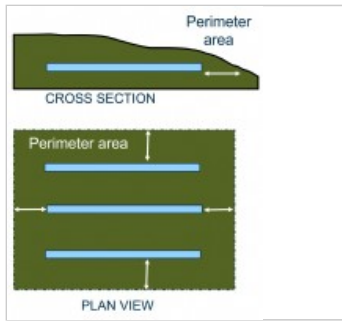 Perimeter
area
CROSS SECTION
Perimeter area
PLAN VIEW